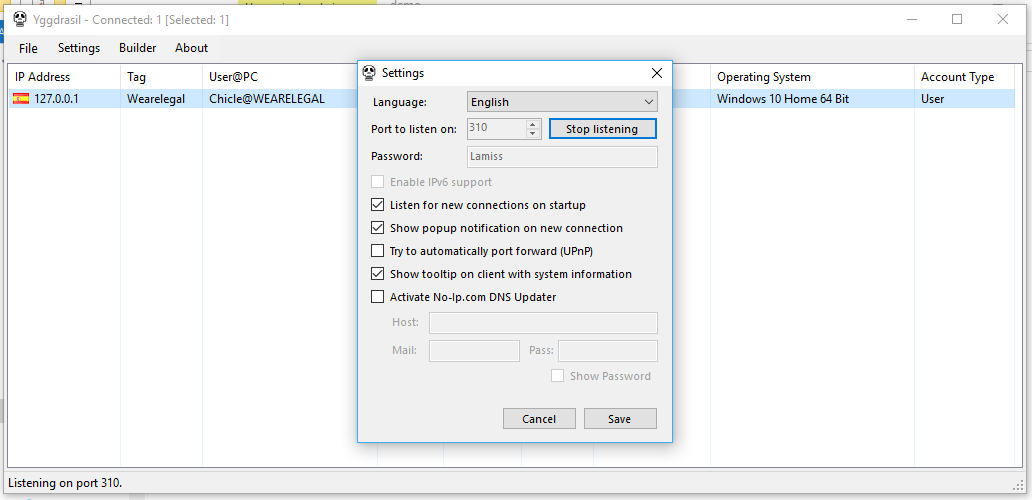 Yggdrasil - Connected: 1 [Selected: 1]
File Settings Builder About
IP Address Tag User@PC Operating System Account Type
127.0.0.1 Wearelegal Chicle@WEARELEGAL Windows 10 Home 64 Bit User
Settings
Language: English
Port to listen on: 310 Stop listening
Password: Lamiss
Enable IPv6 support
Listen for new connections on startup
Show popup notification on new connection
Try to automatically port forward (UPnP)
Show tooltip on client with system information
Activate No-Ip.com DNS Updater
Host:
Mail: Pass:
Show Password
Cancel Save
Listening on port 310.